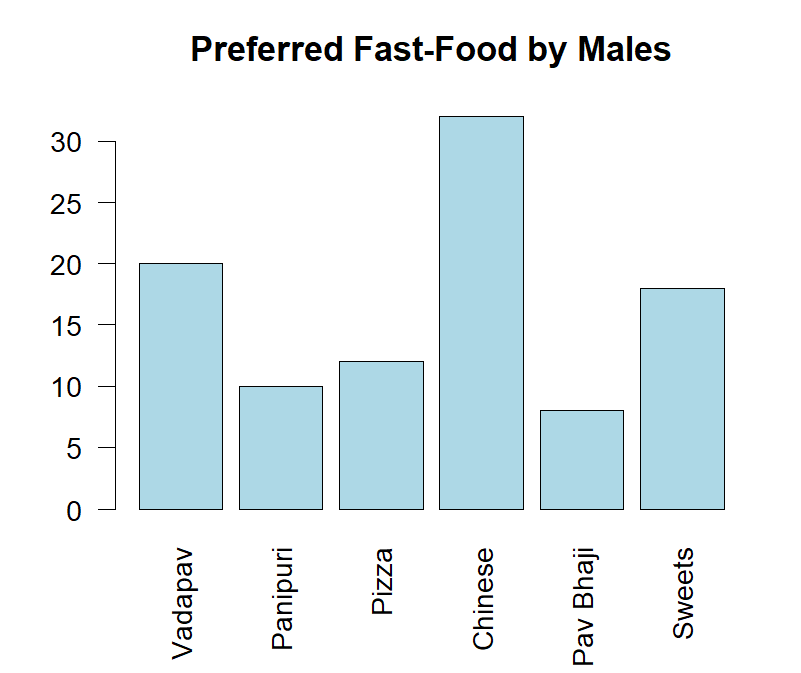 Preferred Fast-Food by Males
30
25
20
15
10
5
0
Vadapav
Panipuri
Pizza
Chinese
Pav Bhaji
Sweets